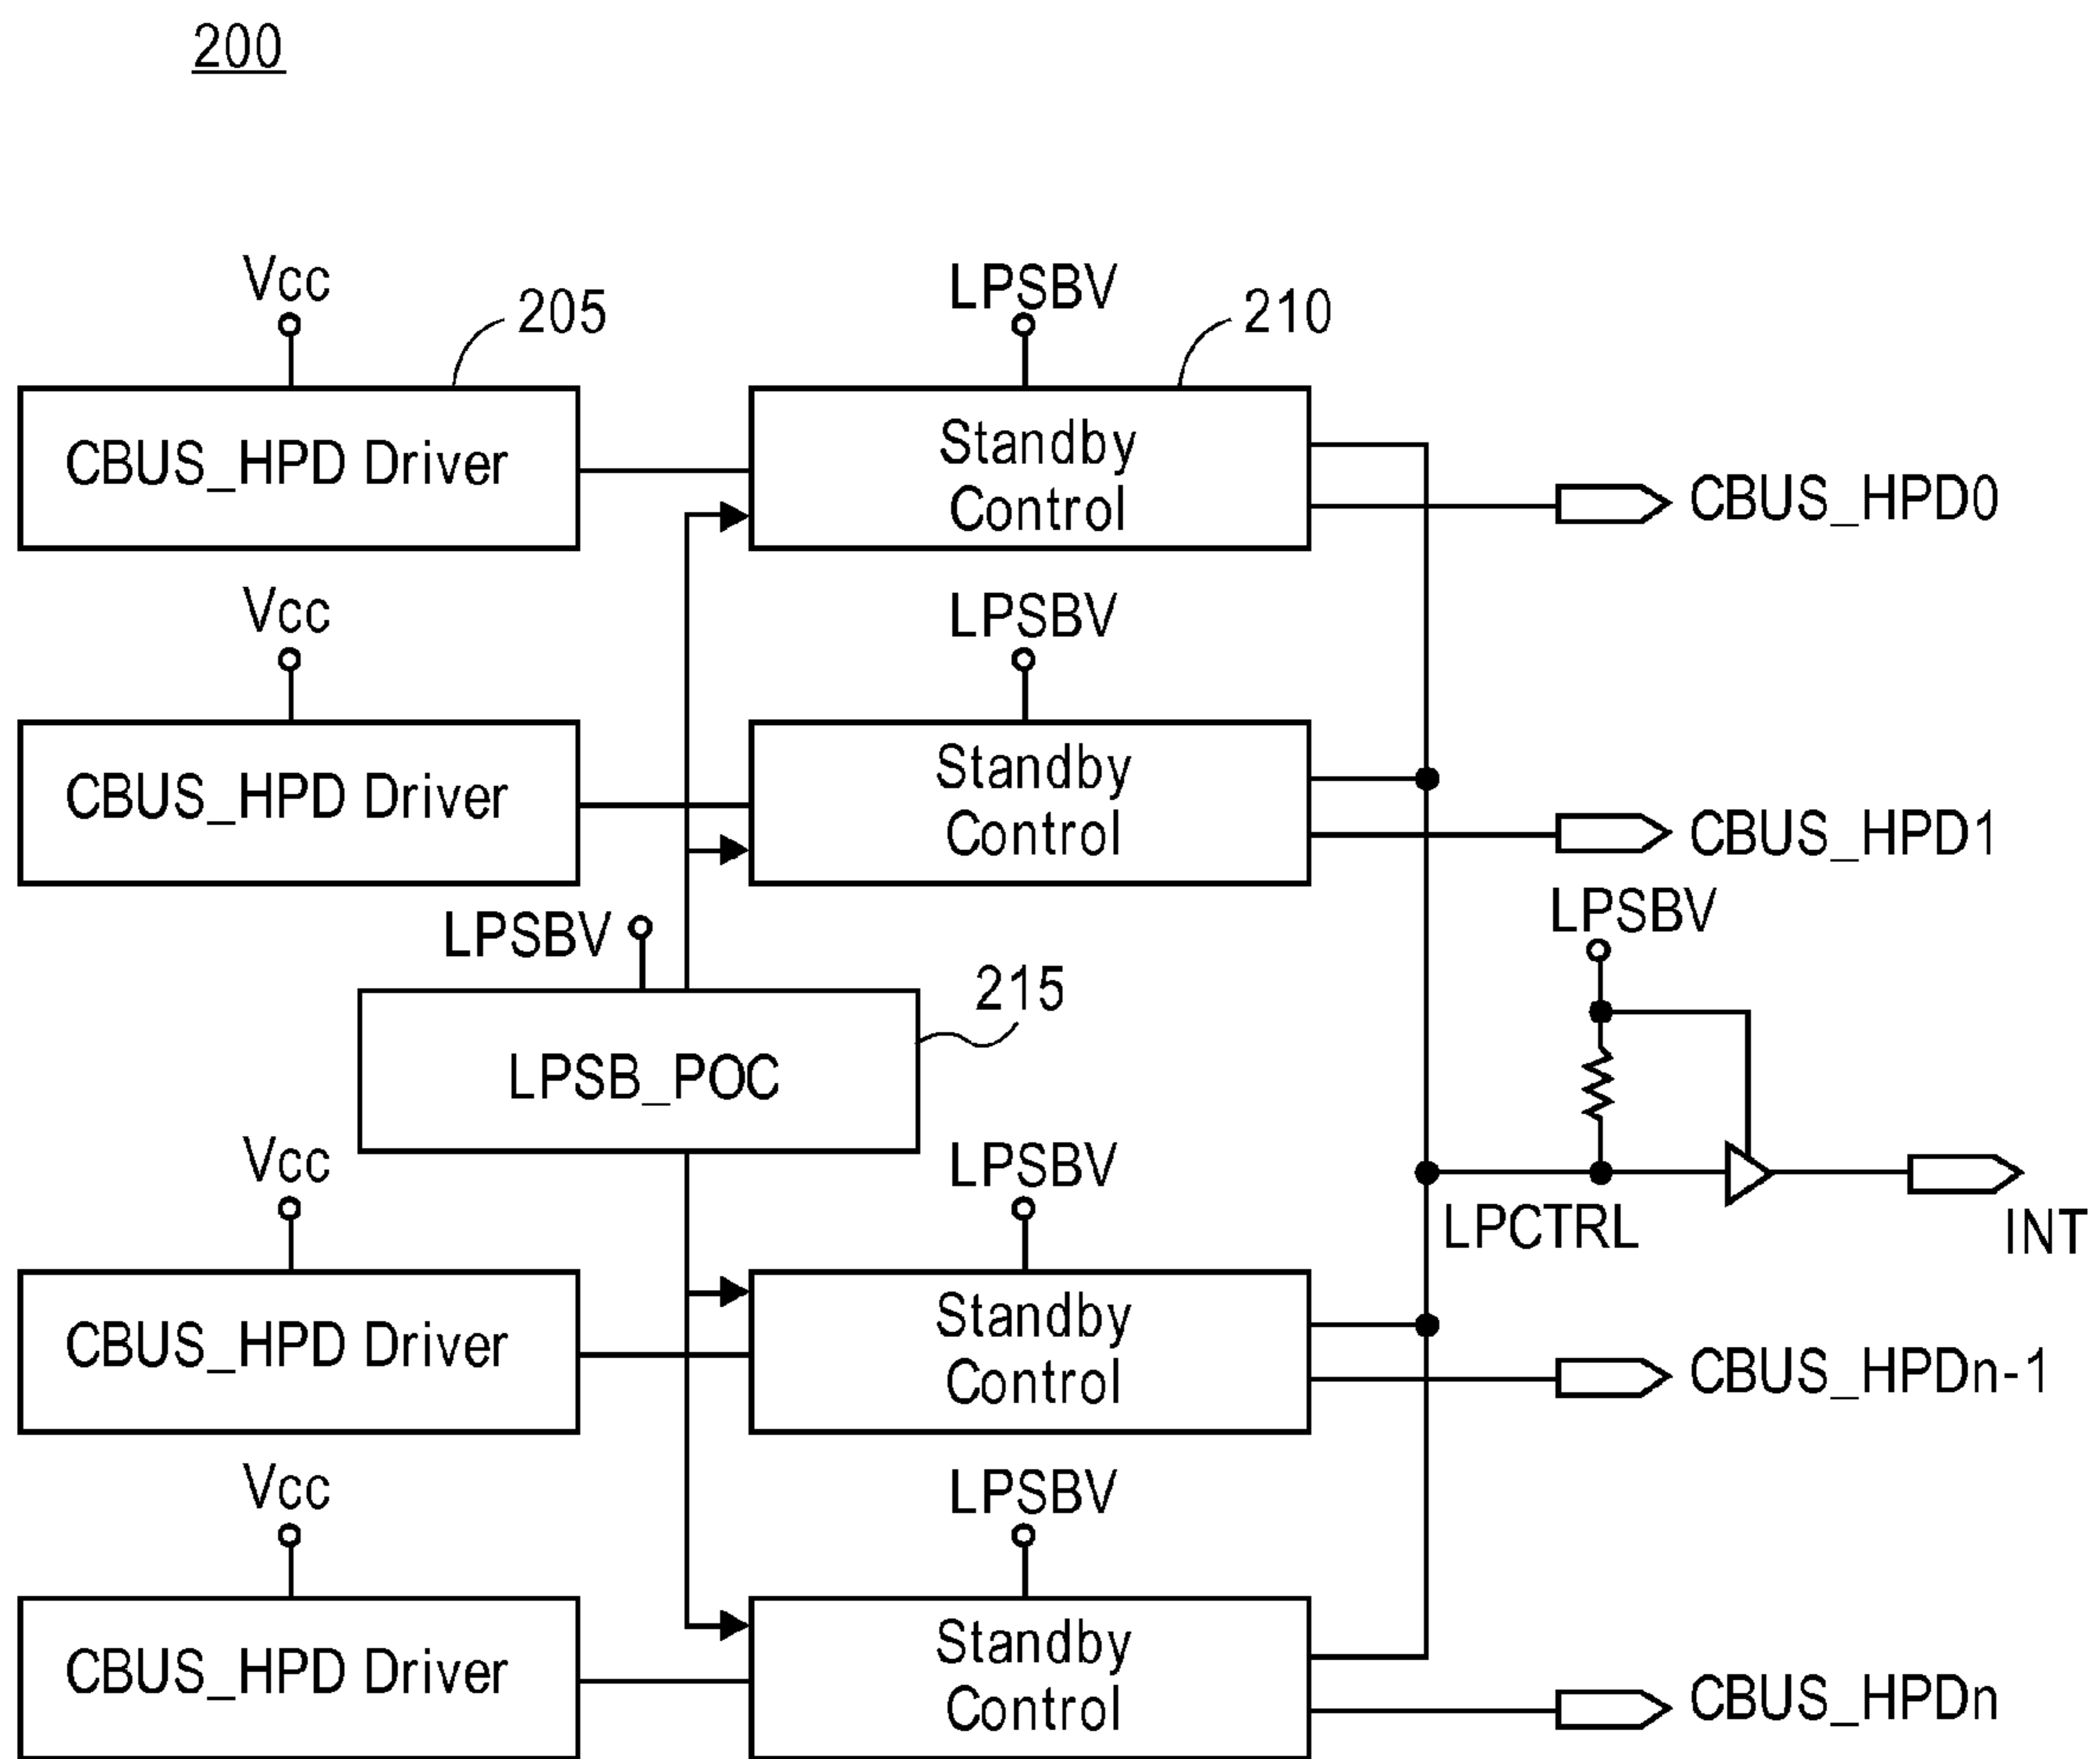 200
Vcc
205
LPSBV
210
CBUS_HPD Driver
Standby
Control
CBUS_HPD0
Vcc
LPSBV
CBUS_HPD Driver
Standby
Control
CBUS_HPD1
LPSBV
LPSBV
215
LPSB_POC
Vcc
LPSBV
LPCTRL
INT
CBUS_HPD Driver
Standby
Control
CBUS_HPDn-1
Vcc
LPSBV
CBUS_HPD Driver
Standby
Control
CBUS_HPDn